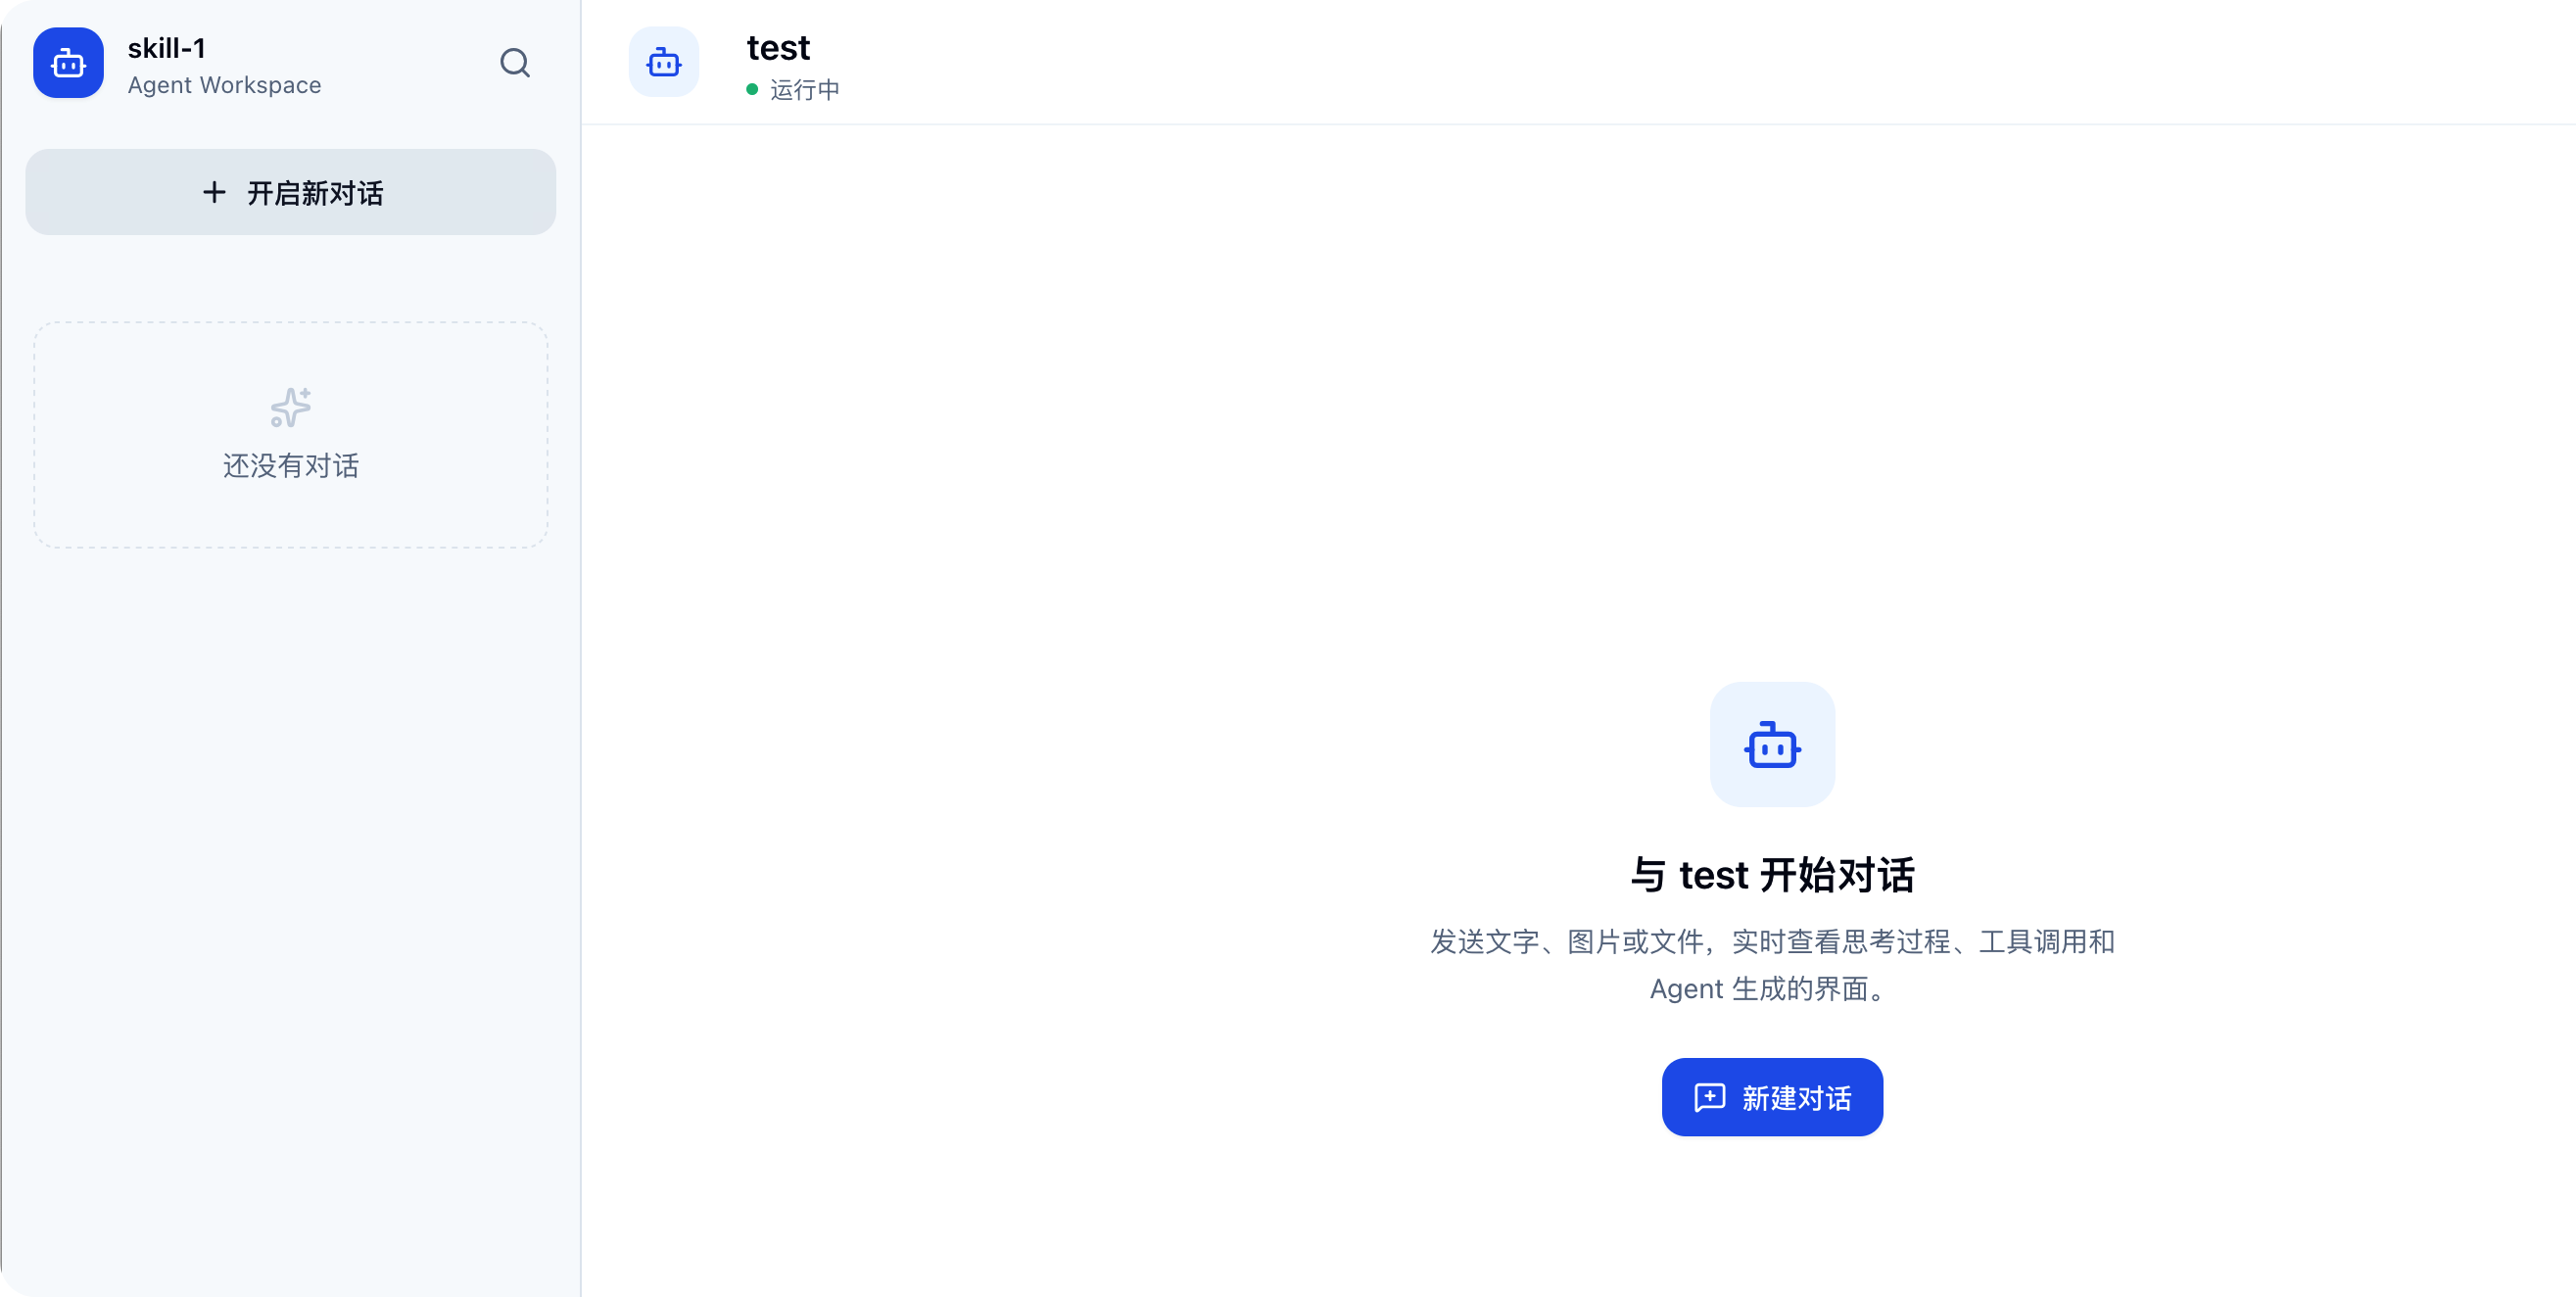 skill-1
Agent Workspace
开启新对话
还没有对话
test
运行中
与 test 开始对话
发送文字、图片或文件，实时查看思考过程、工具调用和
Agent 生成的界面。
新建对话